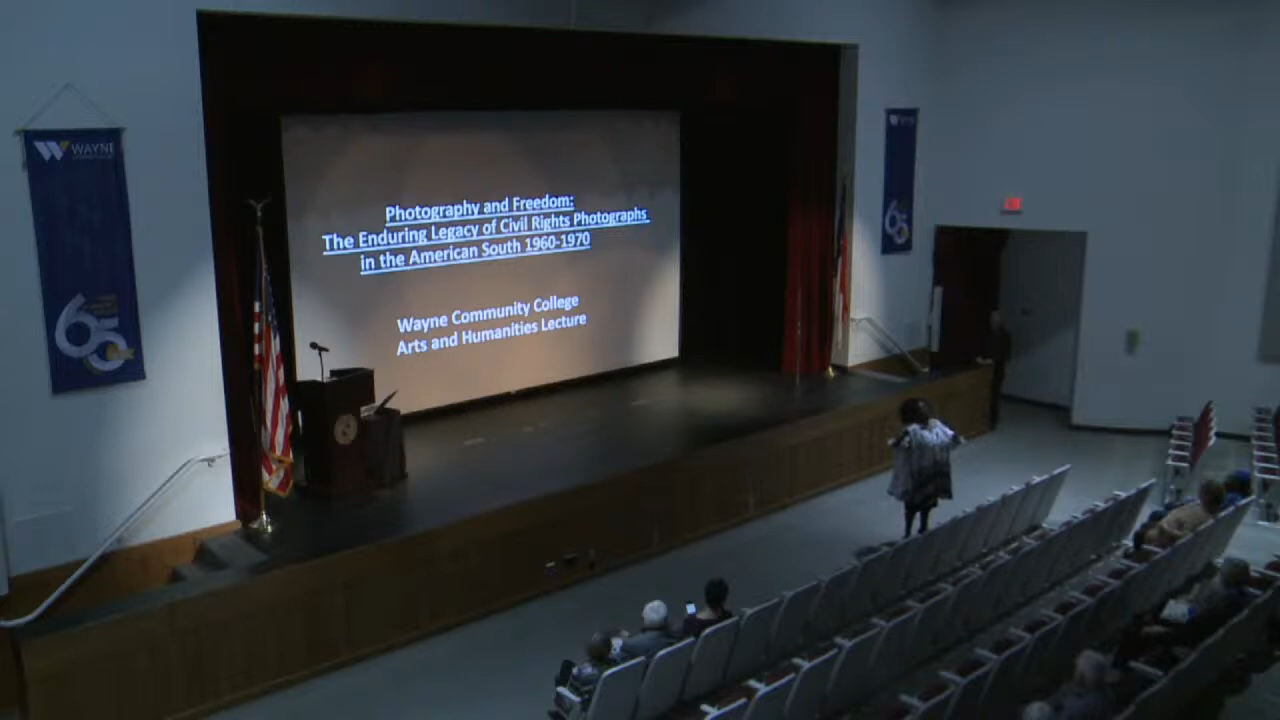 WAYNE
65
Photography and Freedom:
The Enduring Legacy of Civil Rights Photographs
in the American South 1960-1970
Wayne Community College
Arts and Humanities Lecture
65